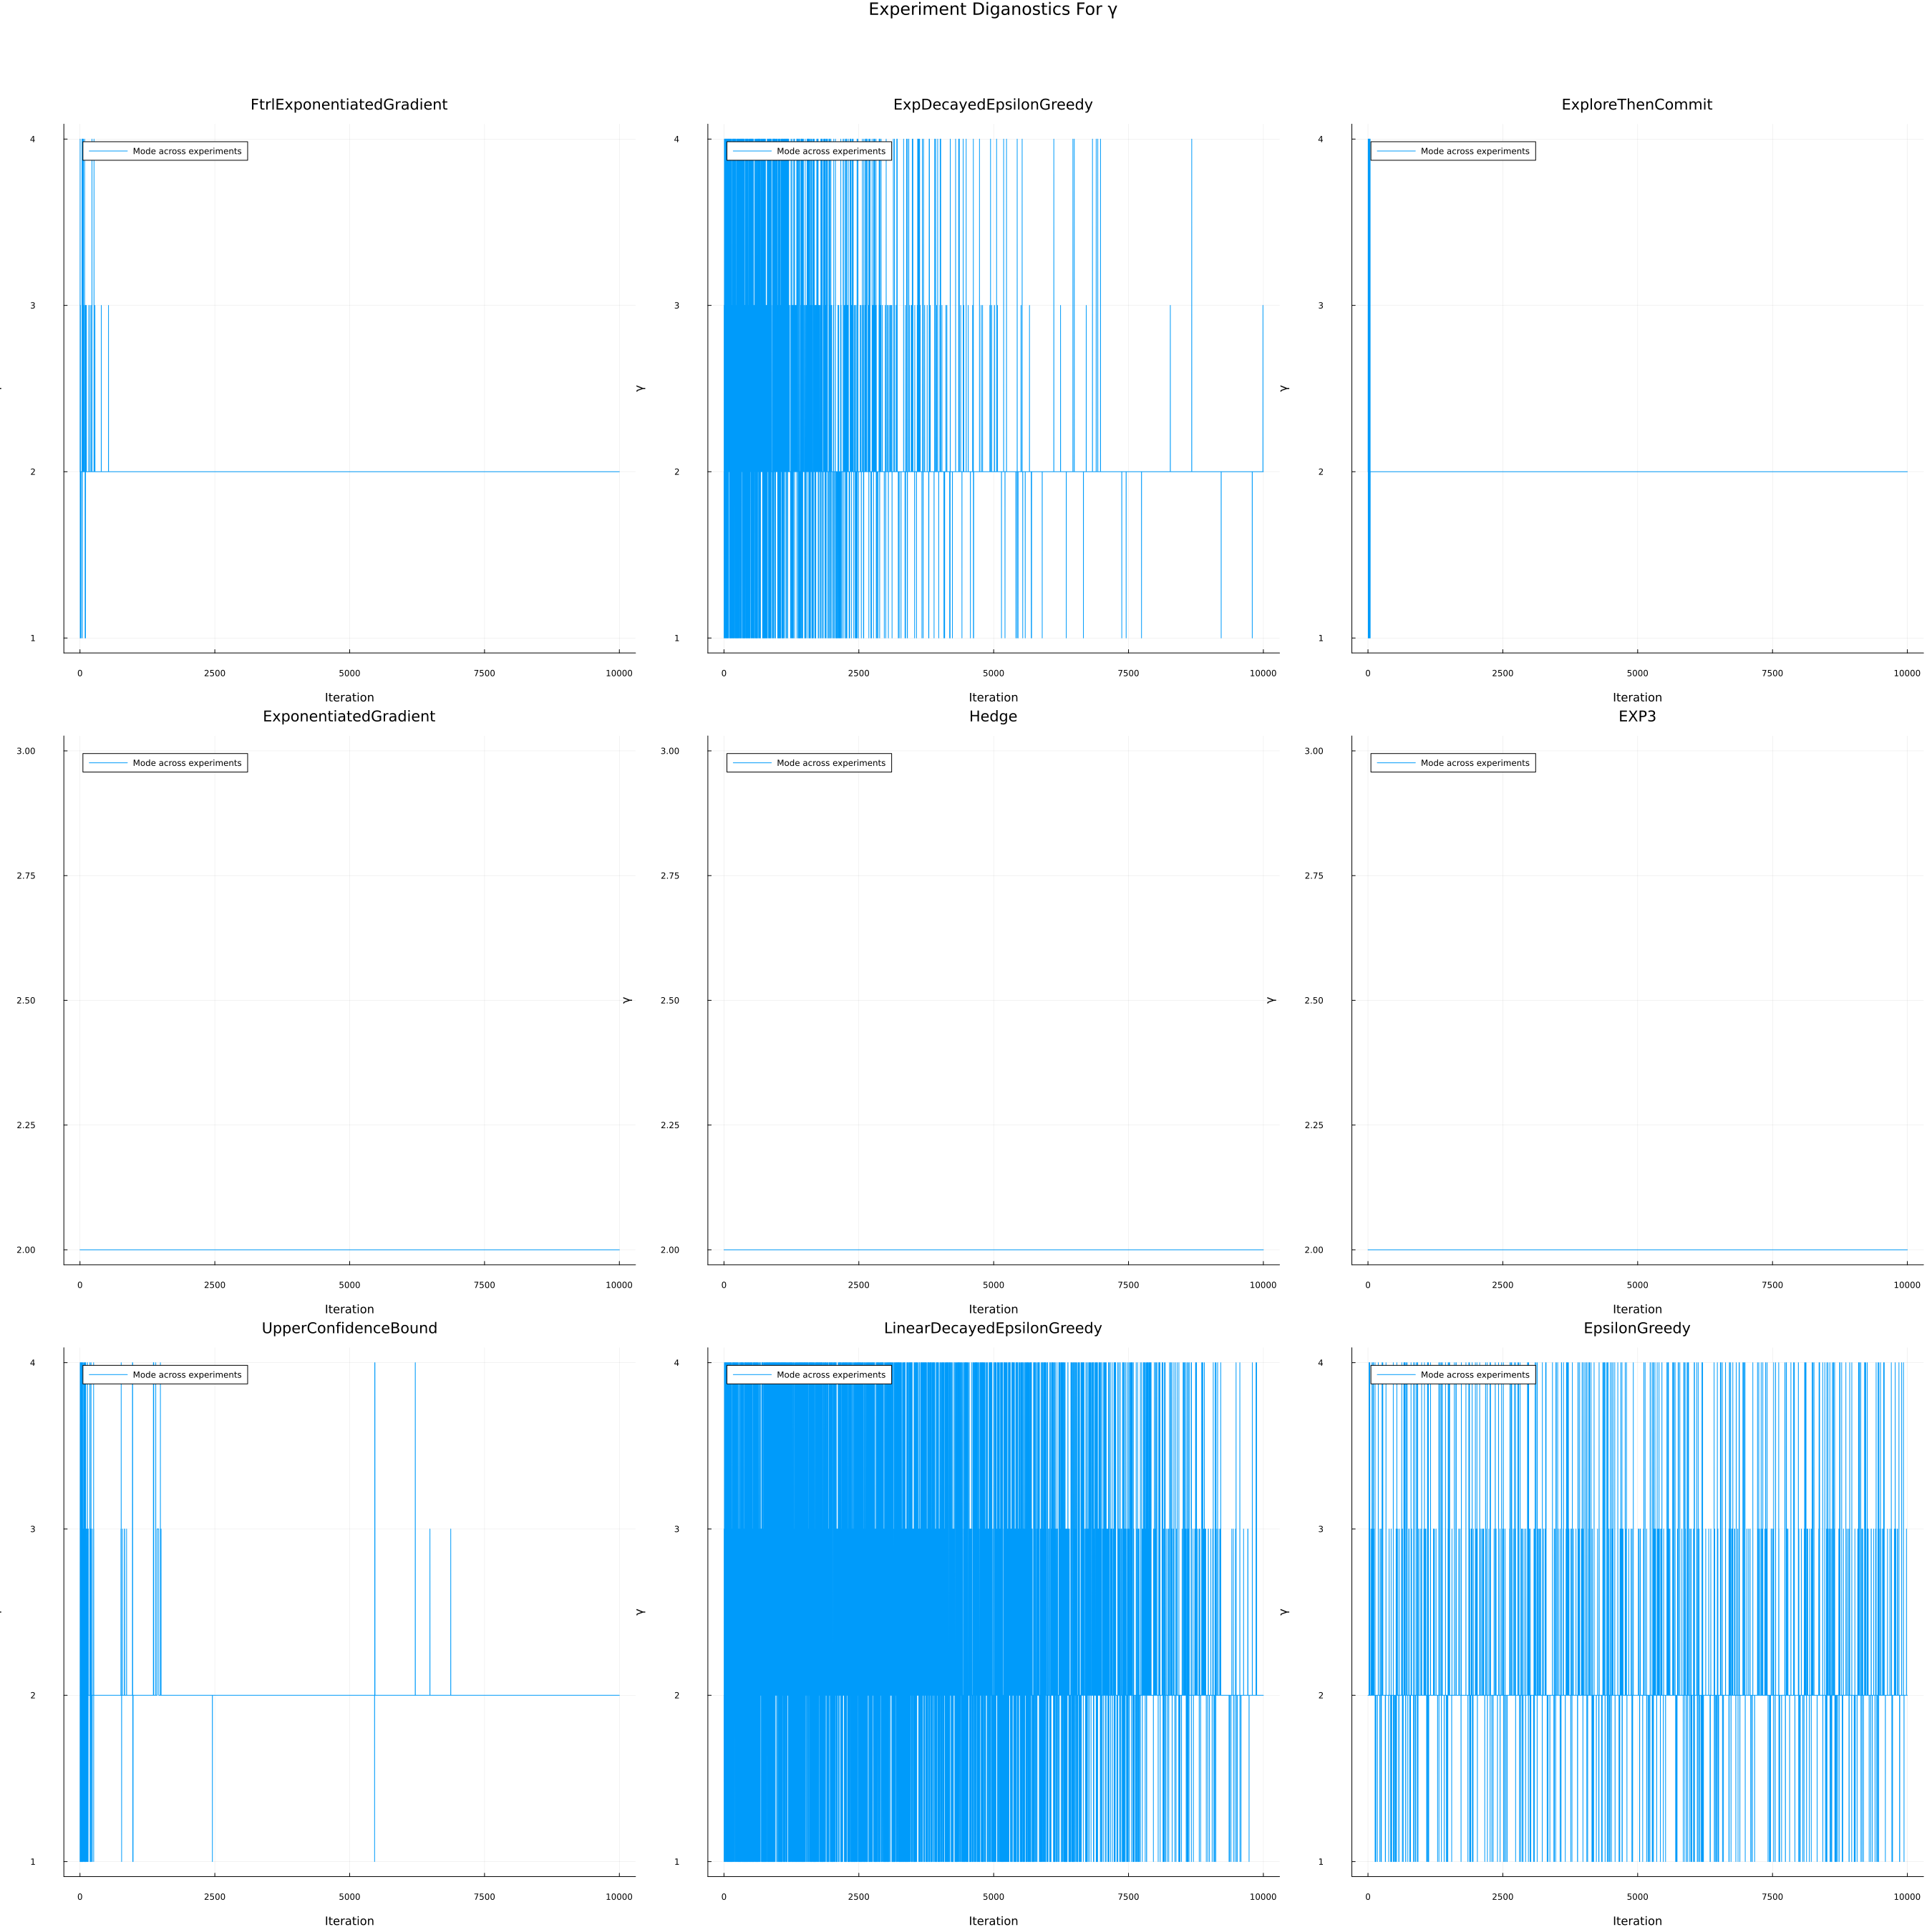 Experiment Diganostics For γ
FtrlExponentiatedGradient
ExpDecayedEpsilonGreedy
ExploreThenCommit
Mode across experiments
Mode across experiments
Mode across experiments
4
3
2
1
4
3
2
1
4
3
2
1
γ
γ
0 2500 5000 7500 10000
0 2500 5000 7500 10000
0 2500 5000 7500 10000
Iteration
Iteration
Iteration
ExponentiatedGradient
Hedge
EXP3
Mode across experiments
Mode across experiments
Mode across experiments
3.00
2.75
2.50
2.25
2.00
3.00
2.75
2.50
2.25
2.00
3.00
2.75
2.50
2.25
2.00
γ
γ
0 2500 5000 7500 10000
0 2500 5000 7500 10000
0 2500 5000 7500 10000
Iteration
Iteration
Iteration
UpperConfidenceBound
LinearDecayedEpsilonGreedy
EpsilonGreedy
Mode across experiments
Mode across experiments
Mode across experiments
4
3
2
1
4
3
2
1
4
3
2
1
γ
γ
0 2500 5000 7500 10000
0 2500 5000 7500 10000
0 2500 5000 7500 10000
Iteration
Iteration
Iteration